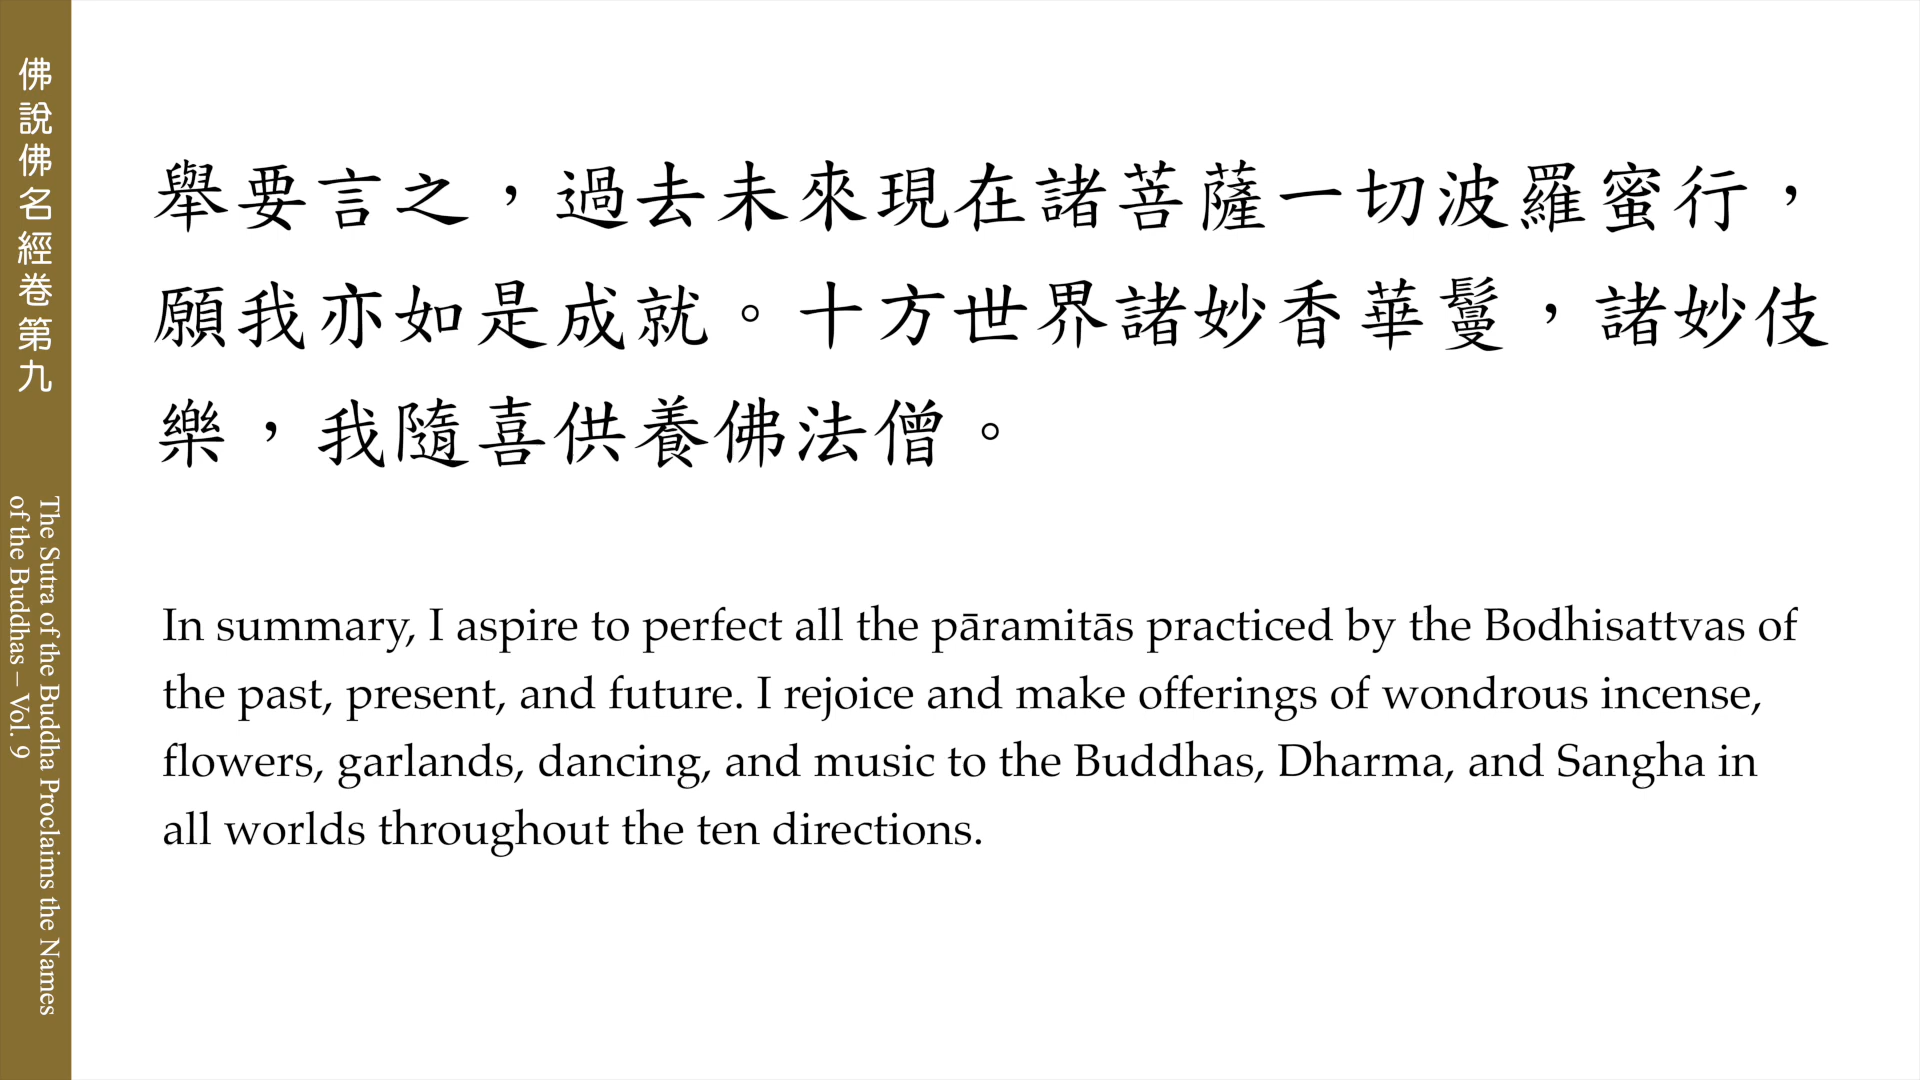 佛說佛名經卷第九
The Sutra of the Buddha Proclaims the Names
of the Buddhas – Vol. 9
舉要言之，過去未來現在諸菩薩一切波羅蜜行，
願我亦如是成就。十方世界諸妙香華鬘，諸妙伎
樂，我隨喜供養佛法僧。
In summary, I aspire to perfect all the pāramitās practiced by the Bodhisattvas of
the past, present, and future. I rejoice and make offerings of wondrous incense,
flowers, garlands, dancing, and music to the Buddhas, Dharma, and Sangha in
all worlds throughout the ten directions.